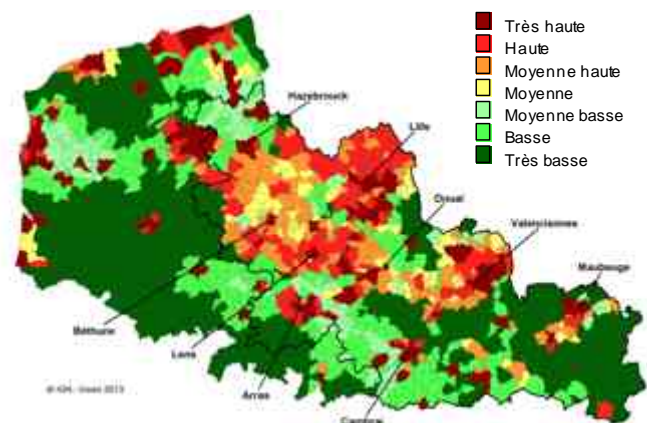 Très haute
Haute
Moyenne haute
Moyenne
Moyenne basse
Basse
Très basse
Hazebrouck
Lille
Douai
Valenciennes
Maubeuge
Béthune
Lens
Arras
Cambrai